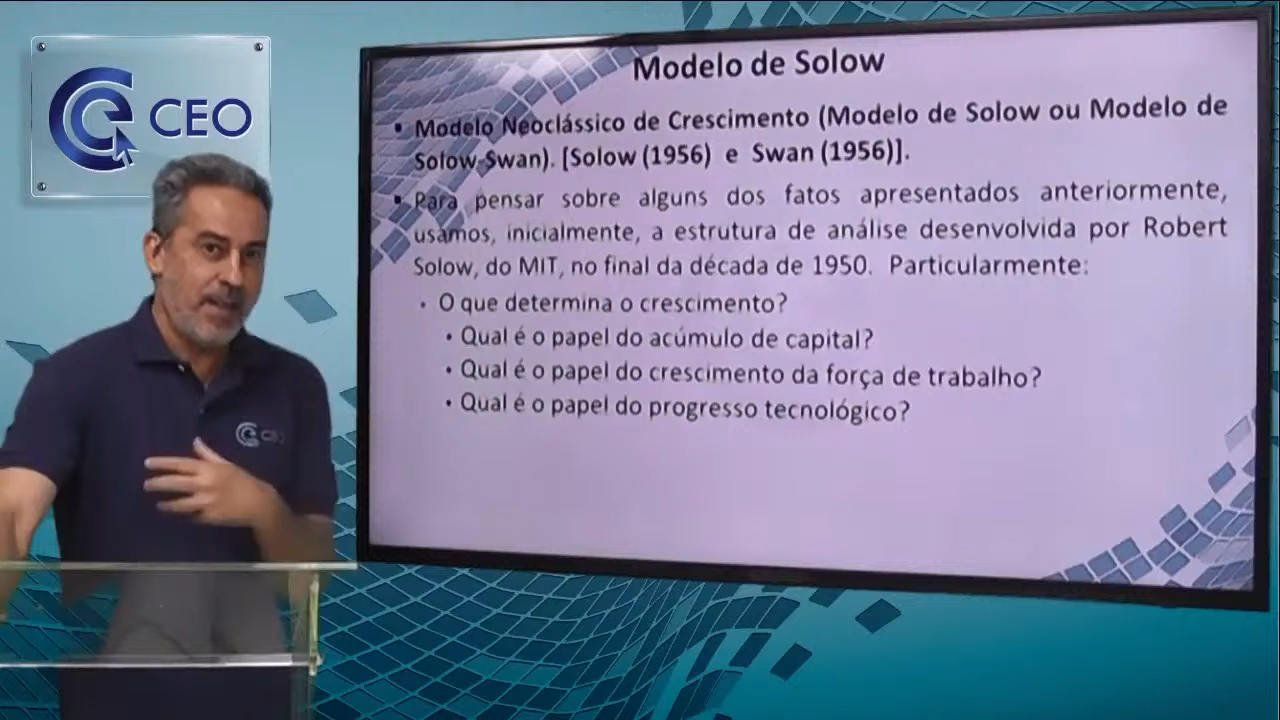 CEO
Modelo de Solow
▪ Modelo Neoclássico de Crescimento (Modelo de Solow ou Modelo de
Solow-Swan). [Solow (1956) e Swan (1956)].
▪ Para pensar sobre alguns dos fatos apresentados anteriormente,
usamos, inicialmente, a estrutura de análise desenvolvida por Robert
Solow, do MIT, no final da década de 1950. Particularmente:
• O que determina o crescimento?
• Qual é o papel do acúmulo de capital?
• Qual é o papel do crescimento da força de trabalho?
• Qual é o papel do progresso tecnológico?
CEO